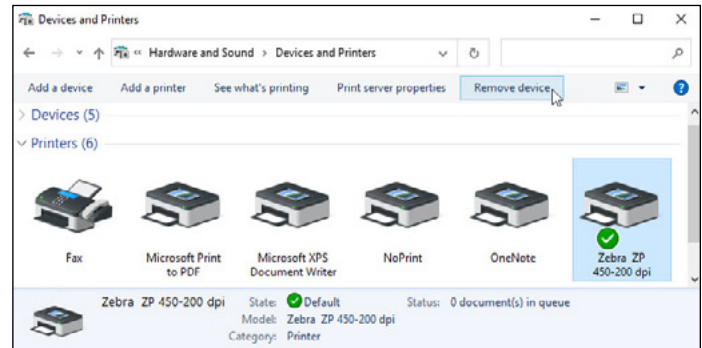 Devices and Printers
« Hardware and Sound > Devices and Printers
Add a device Add a printer See what's printing Print server properties Remove device
Devices (5)
Printers (6)
Fax Microsoft Print to PDF Microsoft XPS Document Writer NoPrint OneNote Zebra ZP 450-200 dpi
Zebra ZP 450-200 dpi State: Default Status: 0 document(s) in queue
Model: Zebra ZP 450-200 dpi
Category: Printer